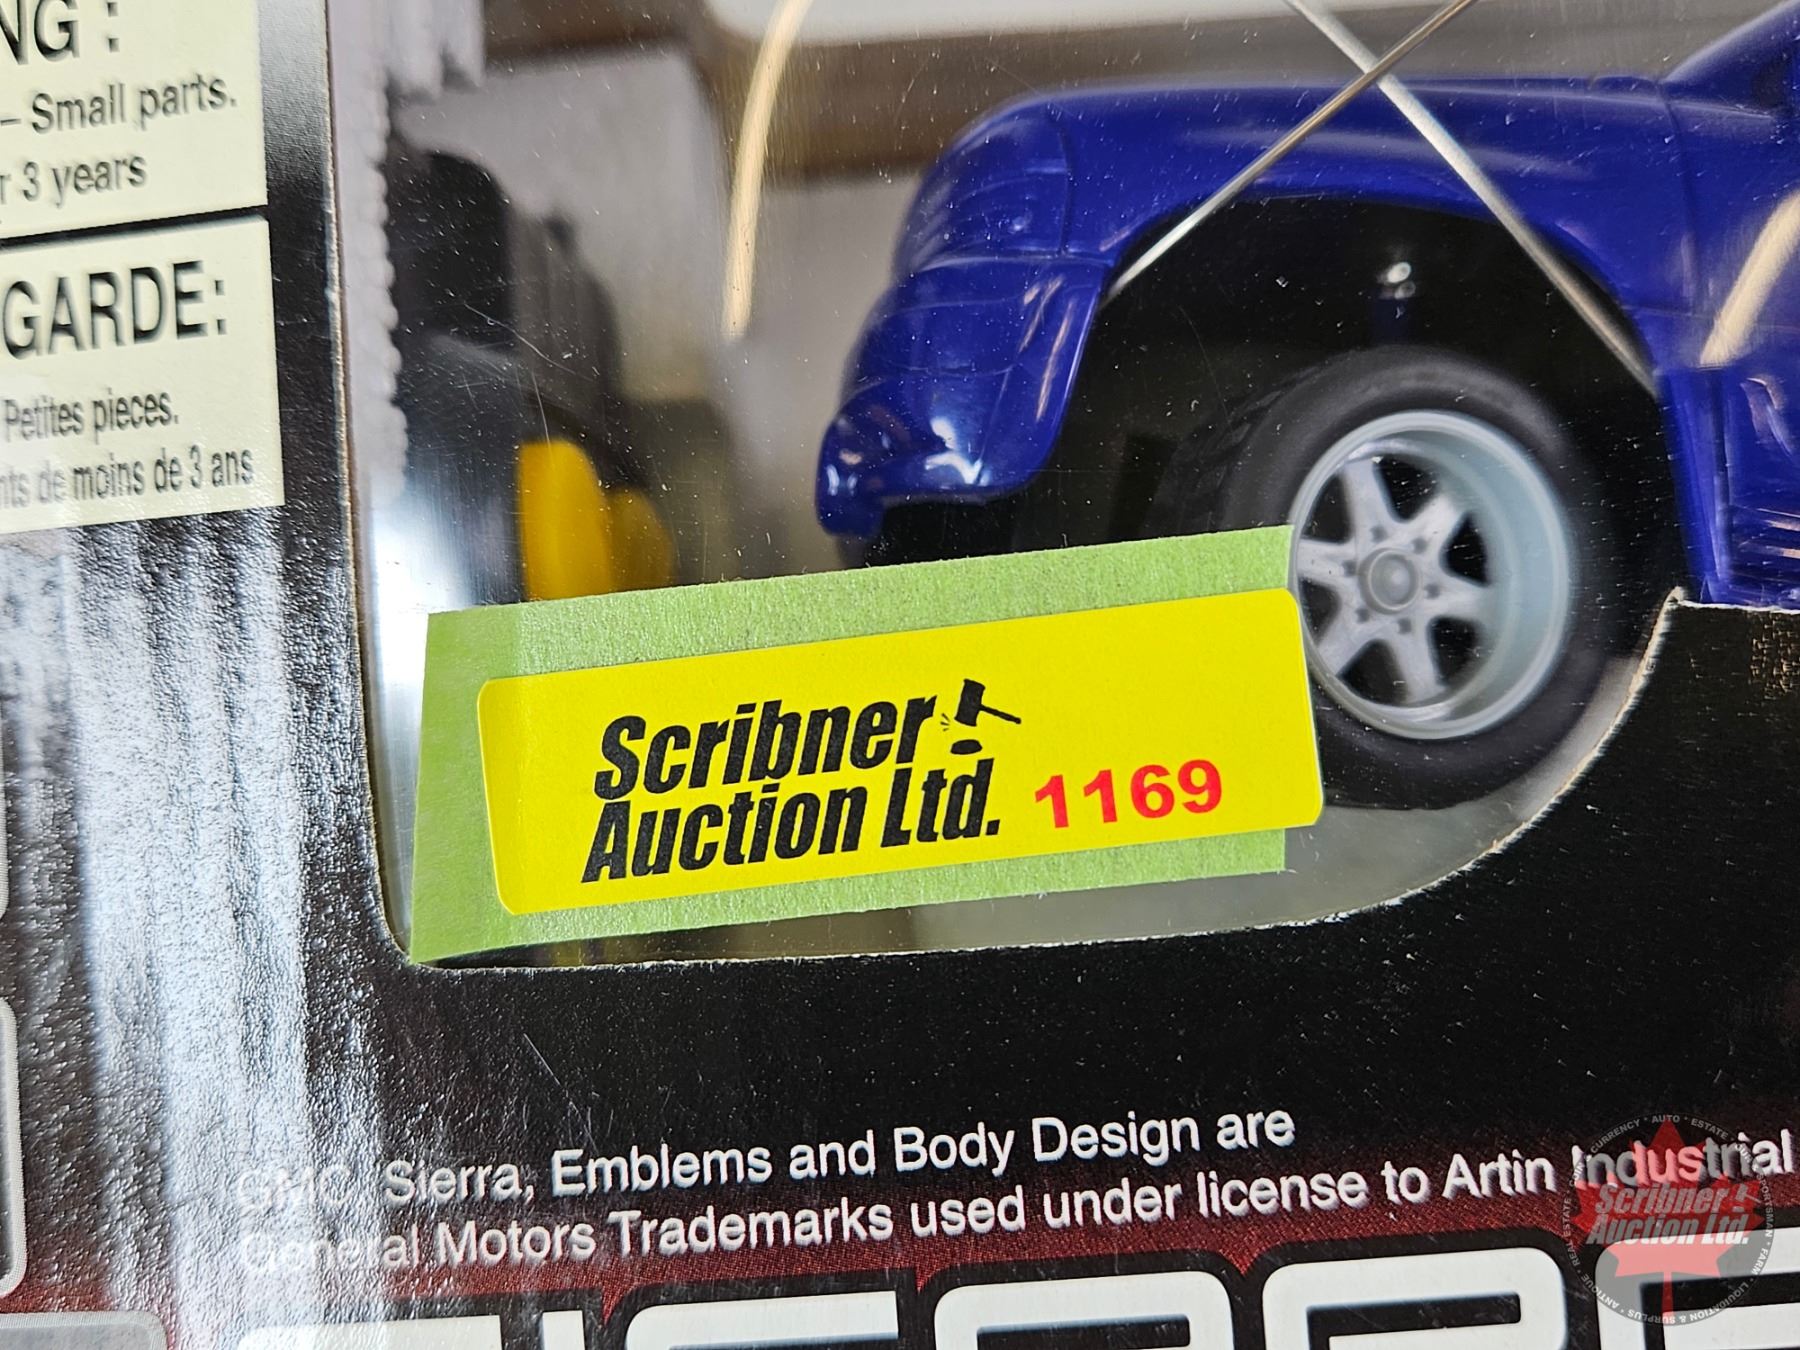 NG :
– Small parts.
r 3 years
GARDE:
Petites pieces.
nts de moins de 3 ans
Scribner
Auction Ltd. 1169
GMC, Sierra, Emblems and Body Design are
General Motors Trademarks used under license to Artin Industrial
Scribner
Auction Ltd.